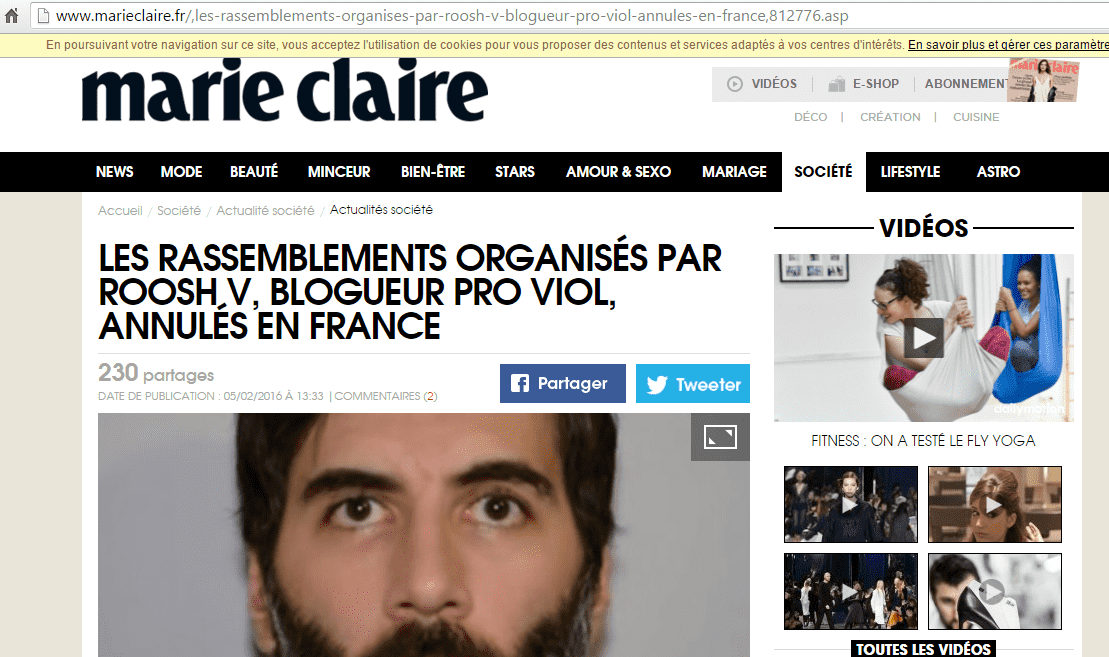 www.marieclaire.fr/,les-rassemblements-organises-par-roosh-v-blogueur-pro-viol-annules-en-france,812776.asp
En poursuivant votre navigation sur ce site, vous acceptez l'utilisation de cookies pour vous proposer des contenus et services adaptés à vos centres d'intérêts. En savoir plus et gérer ces paramètre
marie claire
VIDÉOS
E-SHOP
ABONNEMENT
DÉCO | CRÉATION | CUISINE
NEWS MODE BEAUTÉ MINCEUR BIEN-ÊTRE STARS AMOUR & SEXO MARIAGE SOCIÉTÉ LIFESTYLE ASTRO
Accueil / Société / Actualité société / Actualités société
LES RASSEMBLEMENTS ORGANISÉS PAR
ROOSH V, BLOGUEUR PRO VIOL,
ANNULÉS EN FRANCE
230 partages
DATE DE PUBLICATION : 05/02/2016 À 13:33 | COMMENTAIRES (2)
Partager
Tweeter
VIDÉOS
dailymotion
FITNESS : ON A TESTÉ LE FLY YOGA
TOUTES LES VIDÉOS